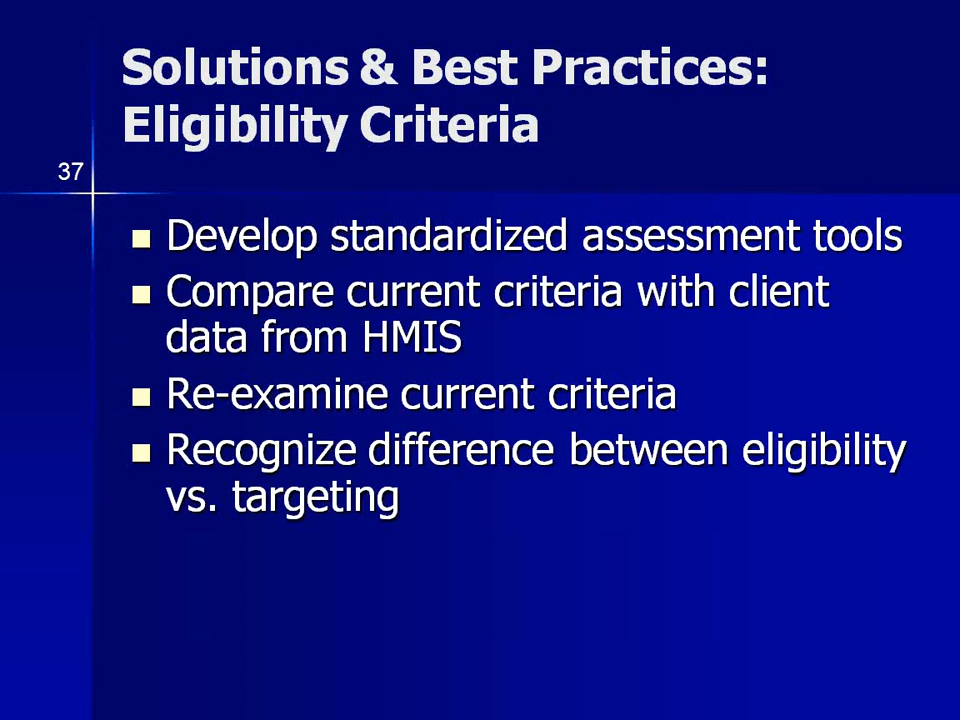 Solutions & Best Practices:
Eligibility Criteria
37
Develop standardized assessment tools
Compare current criteria with client
data from HMIS
Re-examine current criteria
Recognize difference between eligibility
vs. targeting